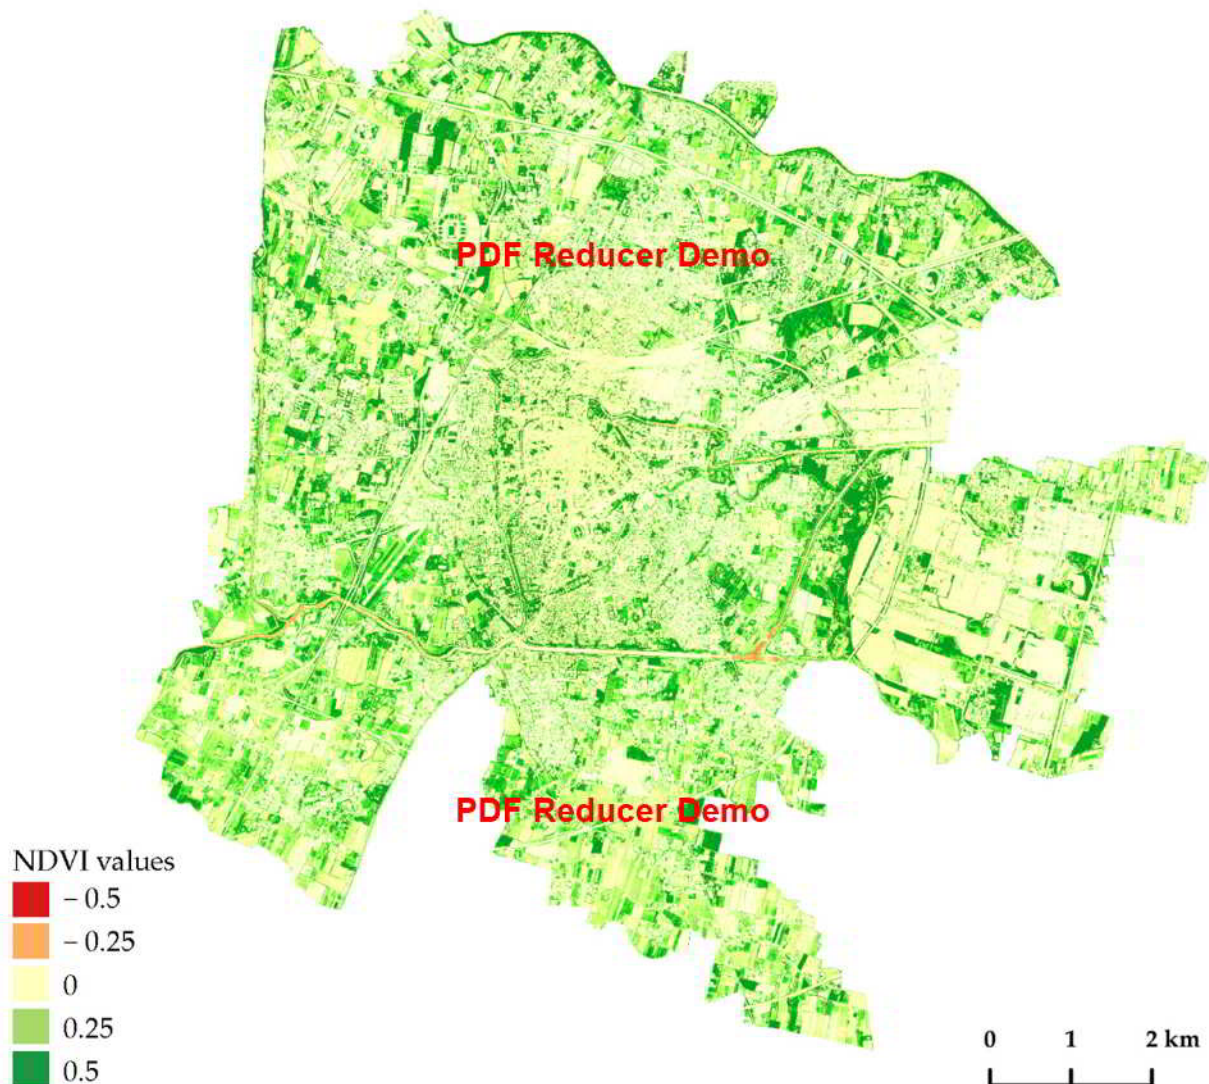 PDF Reducer Demo
PDF Reducer Demo
NDVI values
– 0.5
– 0.25
0
0.25
0.5
0 1 2 km